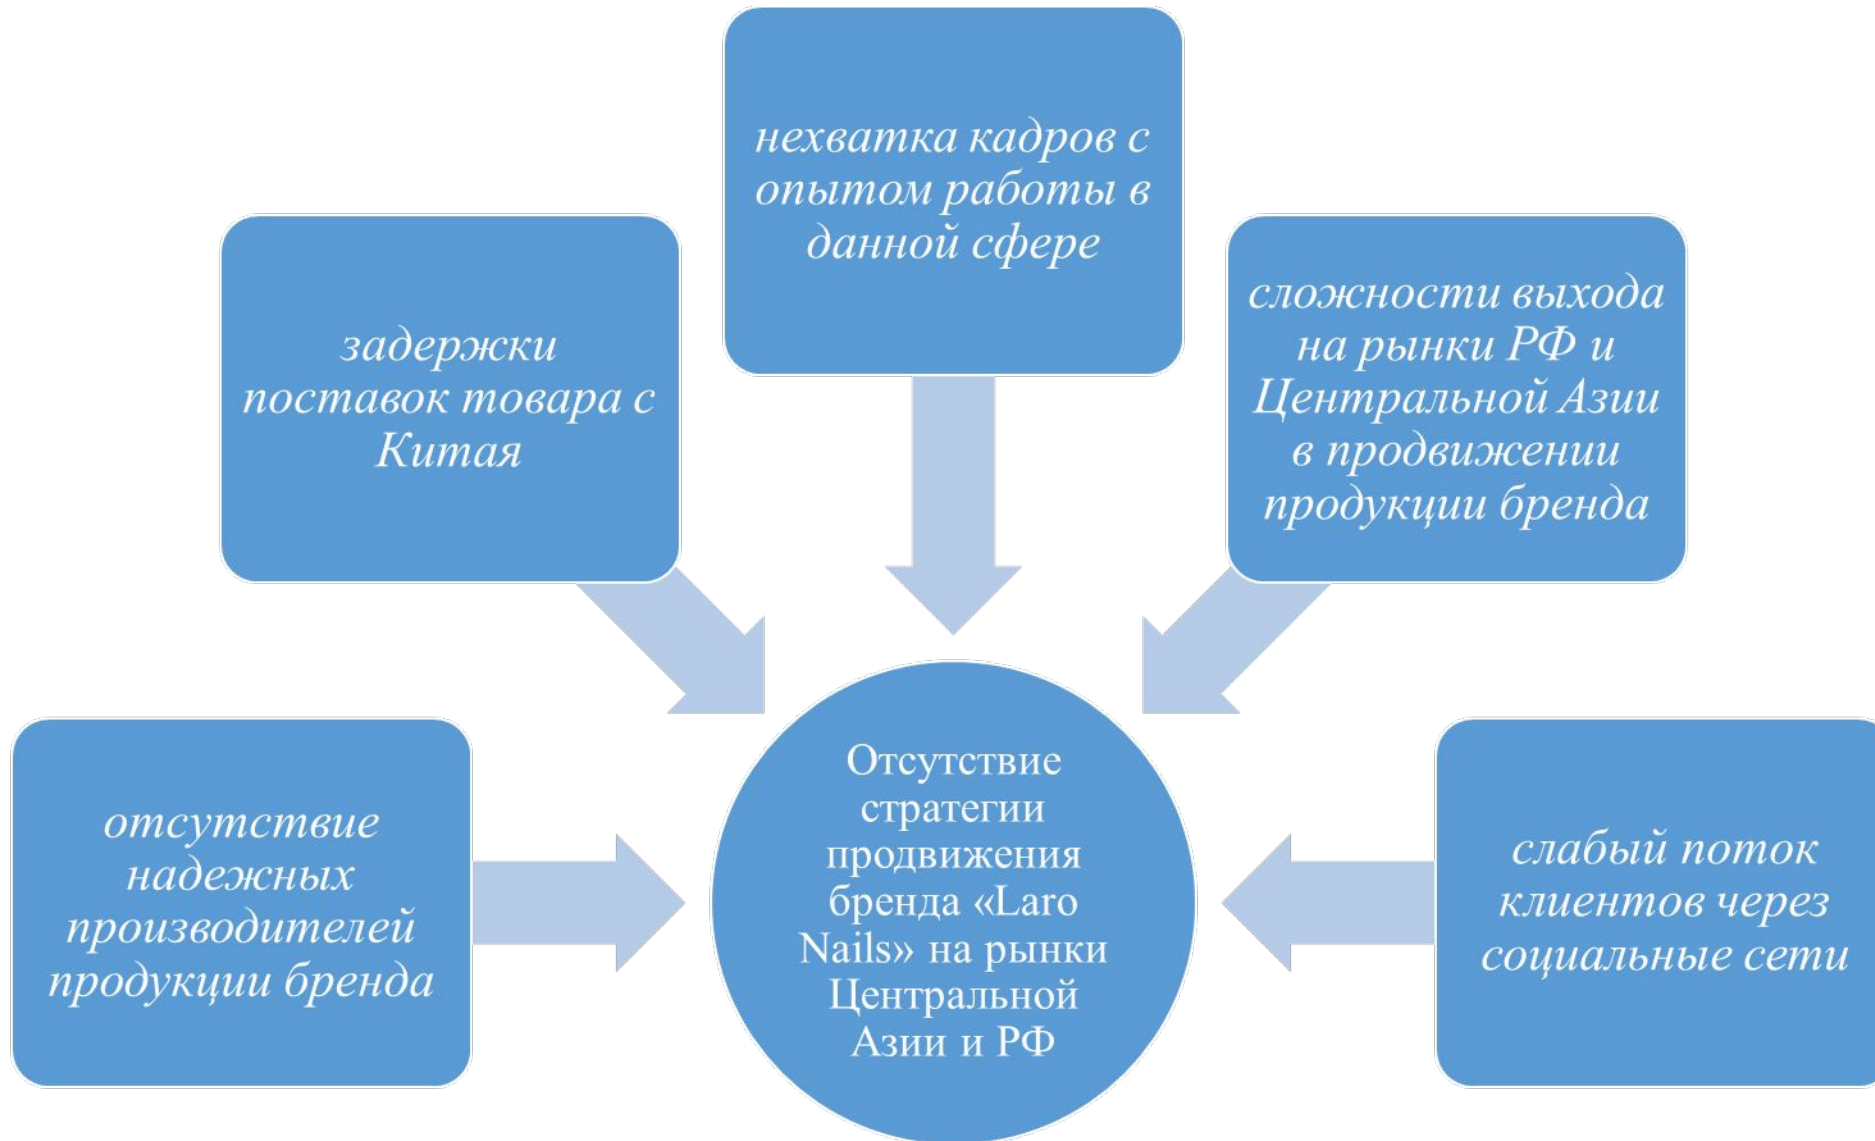 нехватка кадров с
опытом работы в
данной сфере
задержки
поставок товара с
Китая
сложности выхода
на рынки РФ и
Центральной Азии
в продвижении
продукции бренда
отсутствие
надежных
производителей
продукции бренда
Отсутствие
стратегии
продвижения
бренда «Laro
Nails» на рынки
Центральной
Азии и РФ
слабый поток
клиентов через
социальные сети